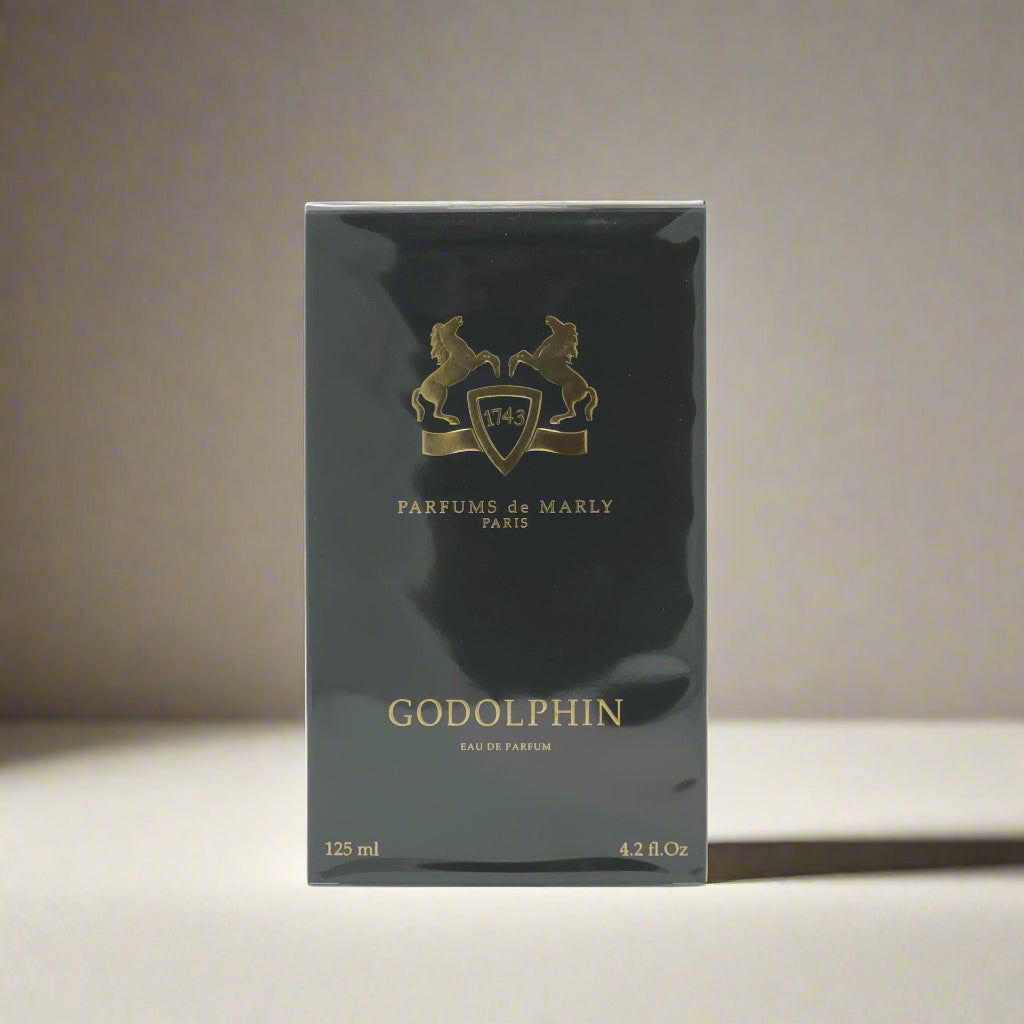 1743
PARFUMS de MARLY
PARIS
GODOLPHIN
EAU DE PARFUM
125 ml 4.2 fl.Oz